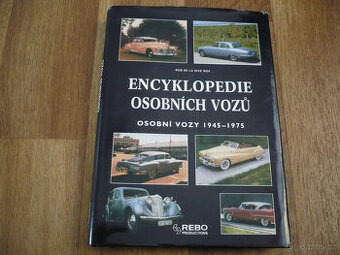 ROB DE LA RIVE BOX
ENCYKLOPEDIE
OSOBNÍCH VOZŮ
OSOBNÍ VOZY 1945–1975
REBO
PRODUCTIONS